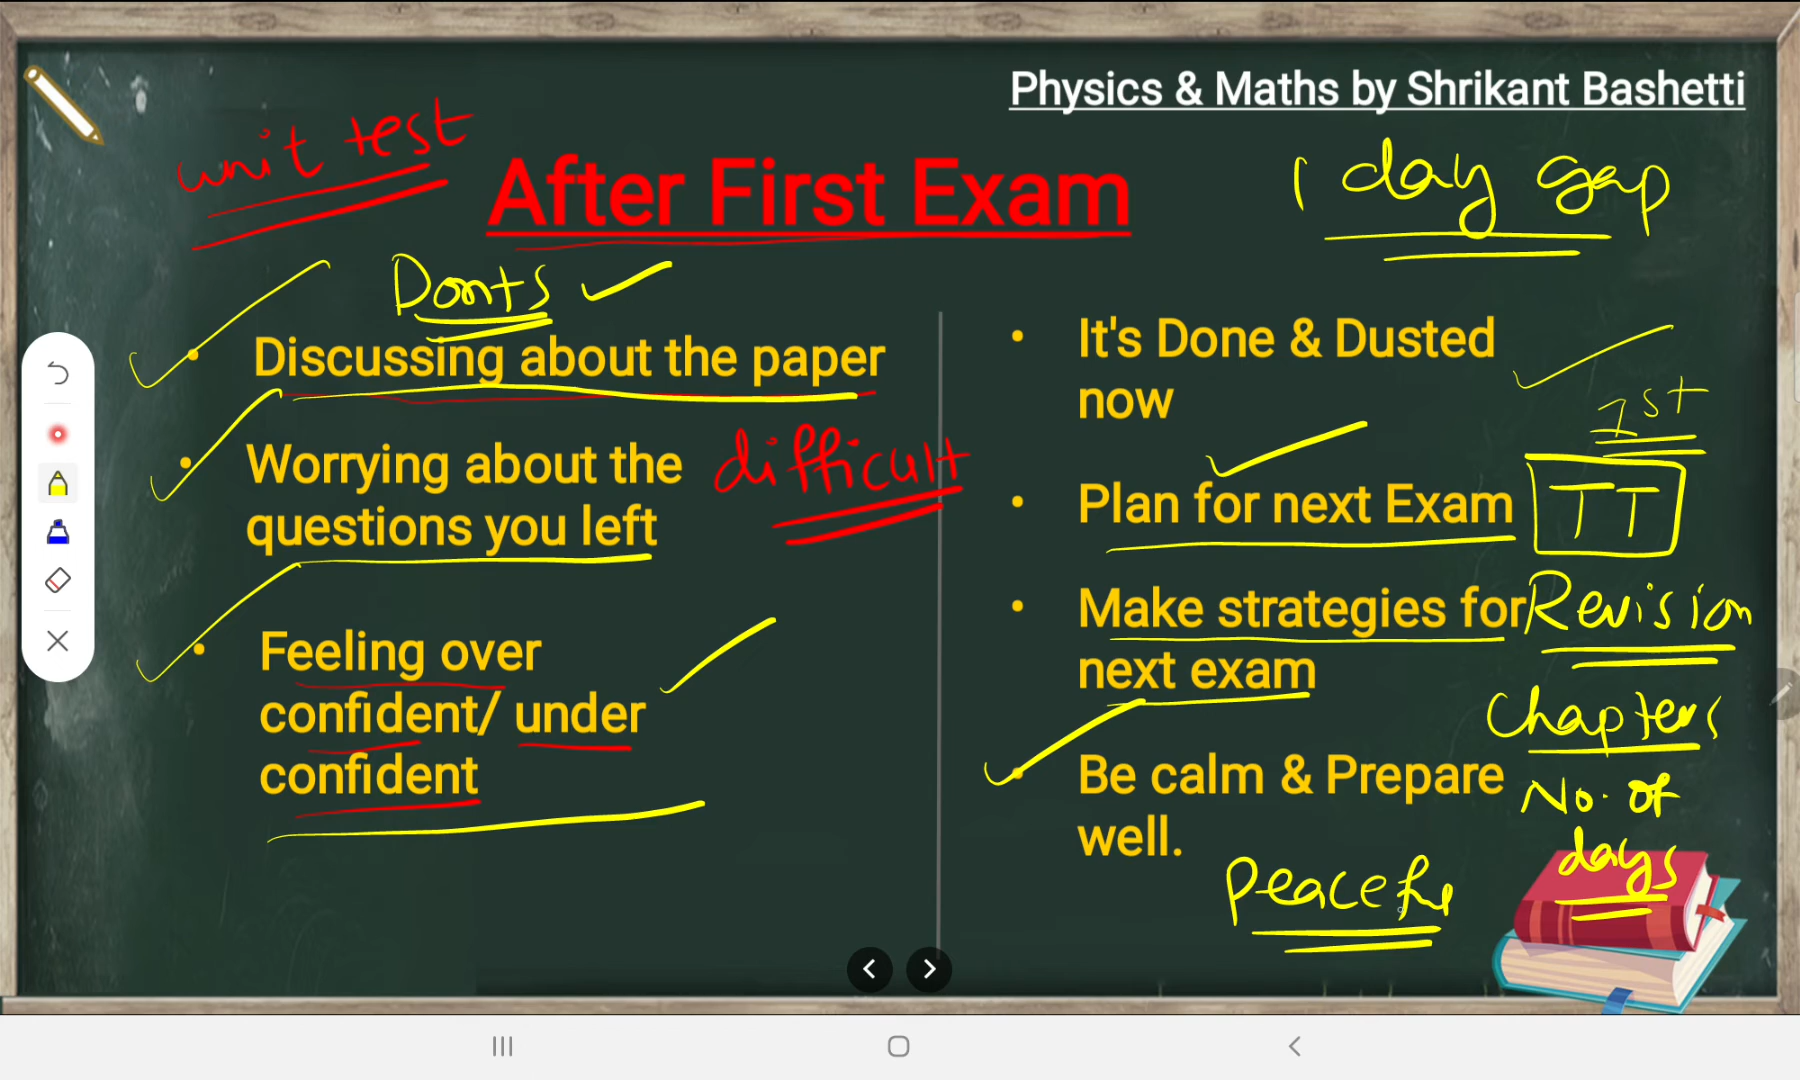 Physics & Maths by Shrikant Bashetti
unit test
After First Exam
1 day gap
Donts
Discussing about the paper
Worrying about the
questions you left
difficult
Feeling over
confident/ under
confident
It's Done & Dusted
now
1st
Plan for next Exam
TT
Make strategies for
next exam
Revision
Chapters
No. of
days
Be calm & Prepare
well.